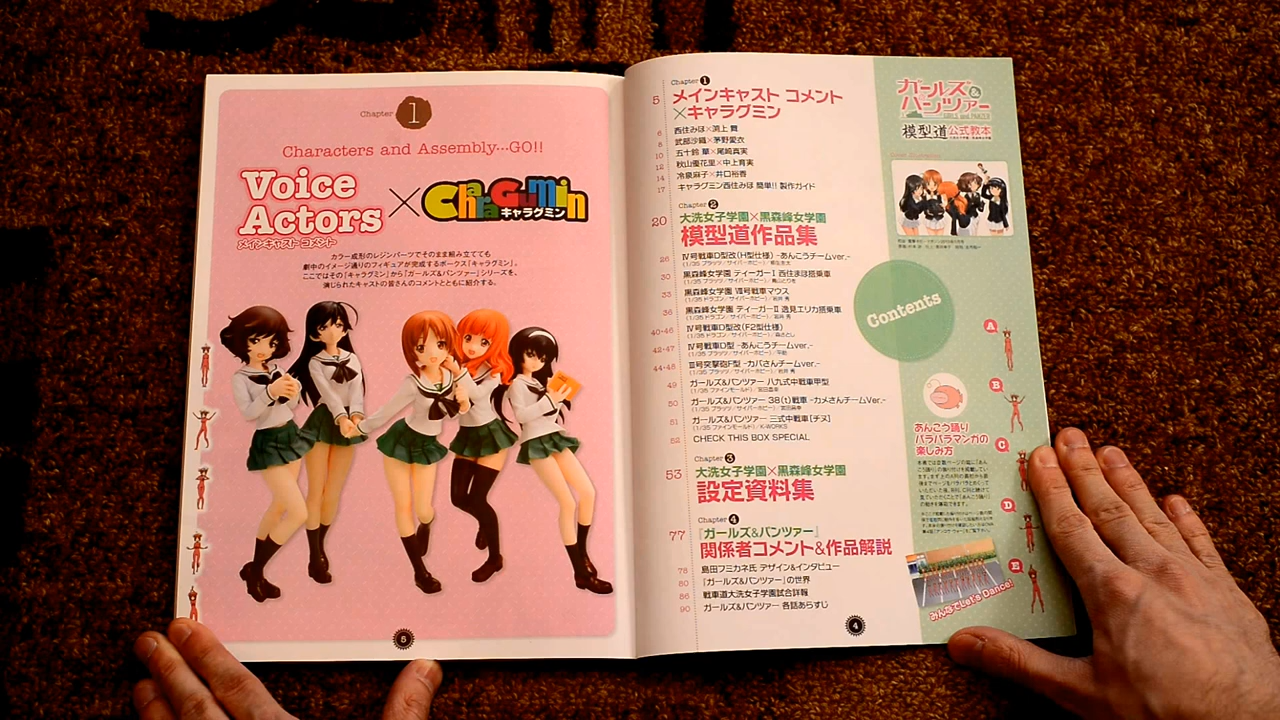 Chapter 1
Characters and Assembly…GO!!
Voice
Actors
×
CharaGumin
キャラグミン
メインキャスト コメント
カラー成形のレジンパーツでそのまま組み立てても
劇中のイメージ通りのフィギュアが完成するボークス「キャラグミン」。
ここではその「キャラグミン」から「ガールズ&パンツァー」シリーズを、
演じられたキャストの皆さんのコメントとともに紹介する。
5
Chapter 1
5 メインキャスト コメント
×キャラグミン
6 西住みほ×渕上 舞
8 武部沙織×茅野愛衣
10 五十鈴 華×尾崎真実
12 秋山優花里×中上育実
14 冷泉麻子×井口裕香
17 キャラグミン西住みほ 簡単!! 製作ガイド
Chapter 2
20 大洗女子学園×黒森峰女学園
模型道作品集
26 Ⅳ号戦車D型改(H型仕様) -あんこうチームver.-
30 黒森峰女学園 ティーガーⅠ 西住まほ搭乗車
33 黒森峰女学園 Ⅷ号戦車マウス
36 黒森峰女学園 ティーガーⅡ 逸見エリカ搭乗車
40・46 Ⅳ号戦車D型改(F2型仕様)
42・47 Ⅳ号戦車D型 -あんこうチームver.-
44・48 Ⅲ号突撃砲F型 -カバさんチームver.-
49 ガールズ&パンツァー 八九式中戦車甲型
50 ガールズ&パンツァー 38(t)戦車 -カメさんチームVer.-
51 ガールズ&パンツァー 三式中戦車[チヌ]
(1/35 ファインモールド)/K-WORKS
52 CHECK THIS BOX SPECIAL
Chapter 3
53 大洗女子学園×黒森峰女学園
設定資料集
Chapter 4
77 『ガールズ&パンツァー』
関係者コメント&作品解説
78 島田フミカネ氏 デザイン&インタビュー
80 『ガールズ&パンツァー』の世界
86 戦車道大洗女子学園試合詳報
90 ガールズ&パンツァー 各話あらすじ
4
ガールズ&
パンツァー
GIRLS und PANZER
模型道 公式教本
Contents
A
B
あんこう踊り
パラパラマンガの
楽しみ方
C
D
E
みんなでLet's Dance!